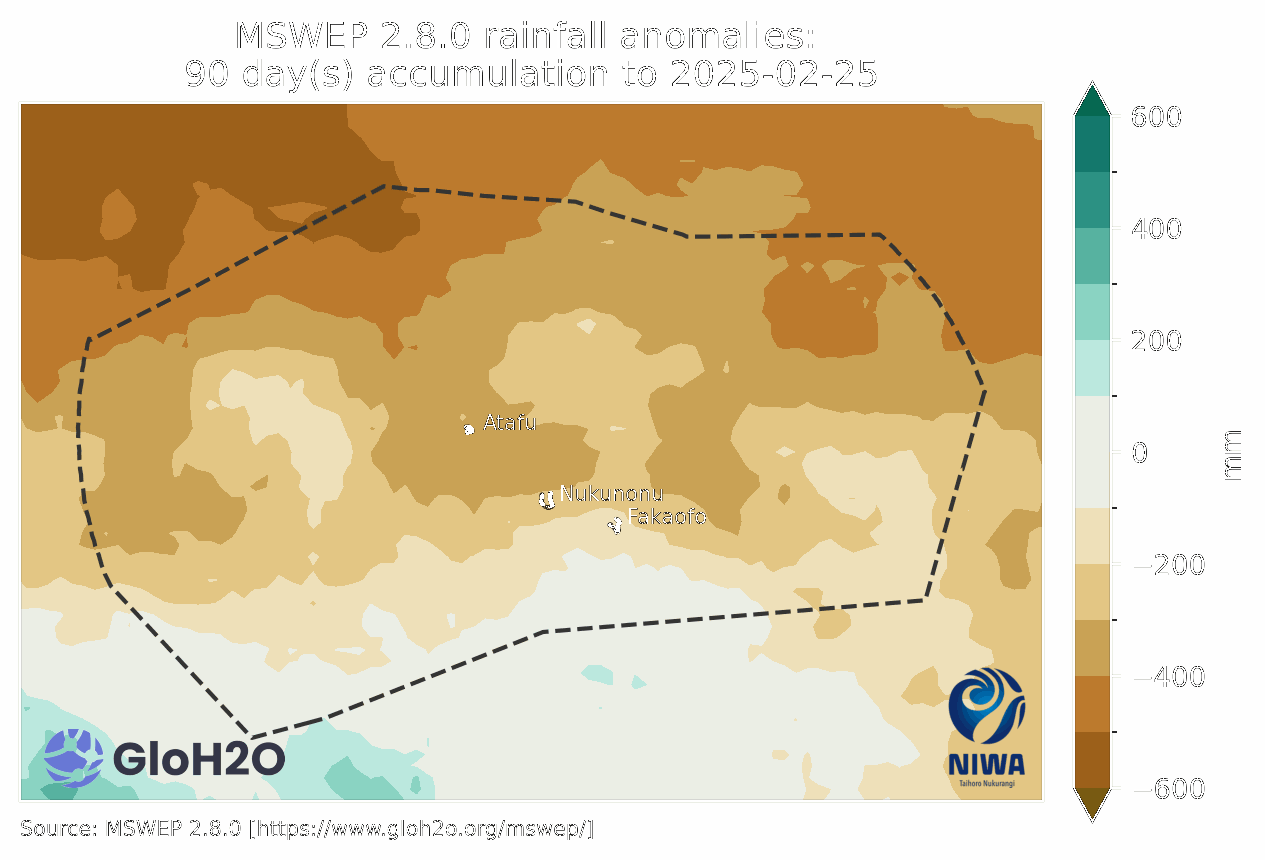 MSWEP 2.8.0 rainfall anomalies:
90 day(s) accumulation to 2025-02-25
600
400
200
0
−200
−400
−600
mm
Atafu
Nukunonu
Fakaofo
GloH2O
NIWA
Taihoro Nukurangi
Source: MSWEP 2.8.0 [https://www.gloh2o.org/mswep/]